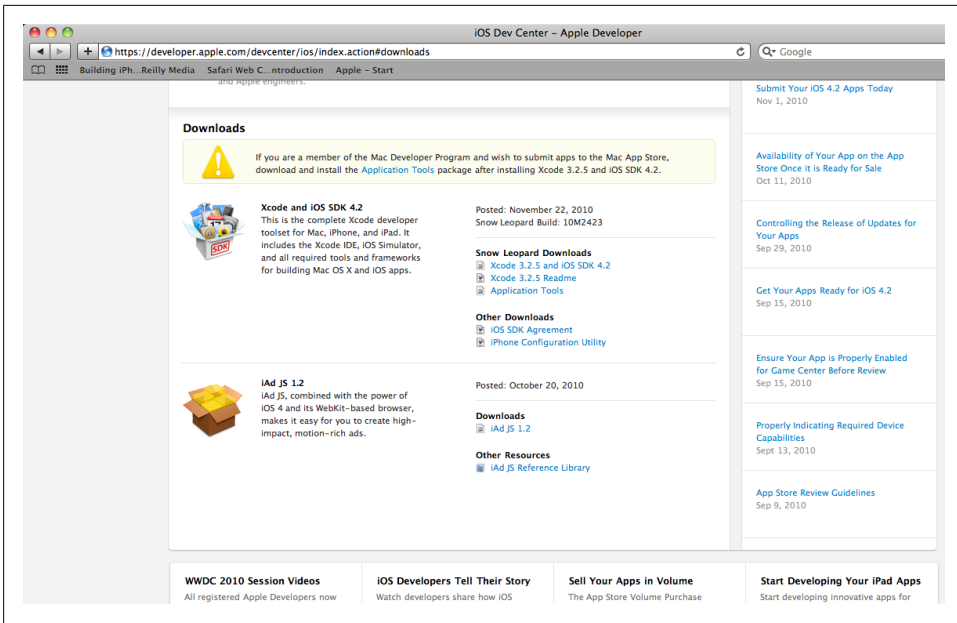 iOS Dev Center – Apple Developer
https://developer.apple.com/devcenter/ios/index.action#downloads
Google
Building iPh...Reilly Media Safari Web C...ntroduction Apple – Start
and Apple engineers.
Downloads
If you are a member of the Mac Developer Program and wish to submit apps to the Mac App Store,
download and install the Application Tools package after installing Xcode 3.2.5 and iOS SDK 4.2.
SDK
Xcode and iOS SDK 4.2
This is the complete Xcode developer
toolset for Mac, iPhone, and iPad. It
includes the Xcode IDE, iOS Simulator,
and all required tools and frameworks
for building Mac OS X and iOS apps.
Posted: November 22, 2010
Snow Leopard Build: 10M2423
Snow Leopard Downloads
Xcode 3.2.5 and iOS SDK 4.2
Xcode 3.2.5 Readme
Application Tools
Other Downloads
iOS SDK Agreement
iPhone Configuration Utility
iAd JS 1.2
iAd JS, combined with the power of
iOS 4 and its WebKit-based browser,
makes it easy for you to create high-
impact, motion-rich ads.
Posted: October 20, 2010
Downloads
iAd JS 1.2
Other Resources
iAd JS Reference Library
Submit Your iOS 4.2 Apps Today
Nov 1, 2010
Availability of Your App on the App
Store Once it is Ready for Sale
Oct 11, 2010
Controlling the Release of Updates for
Your Apps
Sep 29, 2010
Get Your Apps Ready for iOS 4.2
Sep 15, 2010
Ensure Your App is Properly Enabled
for Game Center Before Review
Sep 15, 2010
Properly Indicating Required Device
Capabilities
Sept 13, 2010
App Store Review Guidelines
Sep 9, 2010
WWDC 2010 Session Videos
All registered Apple Developers now
iOS Developers Tell Their Story
Watch developers share how iOS
Sell Your Apps in Volume
The App Store Volume Purchase
Start Developing Your iPad Apps
Start developing innovative apps for